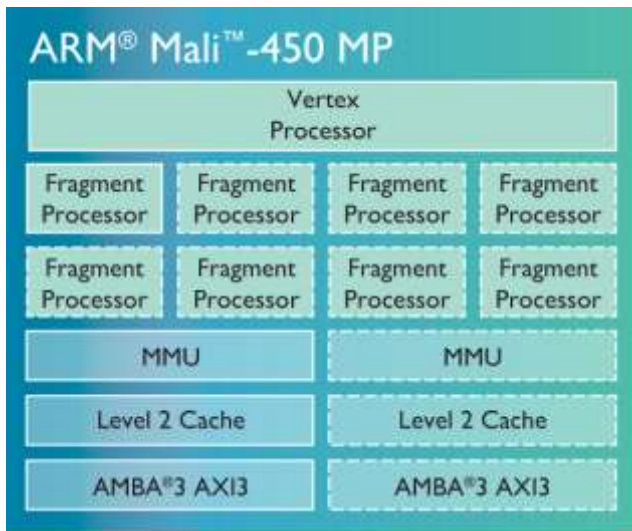 ARM® Mali™-450 MP
Vertex
Processor
Fragment
Processor
Fragment
Processor
Fragment
Processor
Fragment
Processor
Fragment
Processor
Fragment
Processor
Fragment
Processor
Fragment
Processor
MMU
MMU
Level 2 Cache
Level 2 Cache
AMBA®3 AXI3
AMBA®3 AXI3